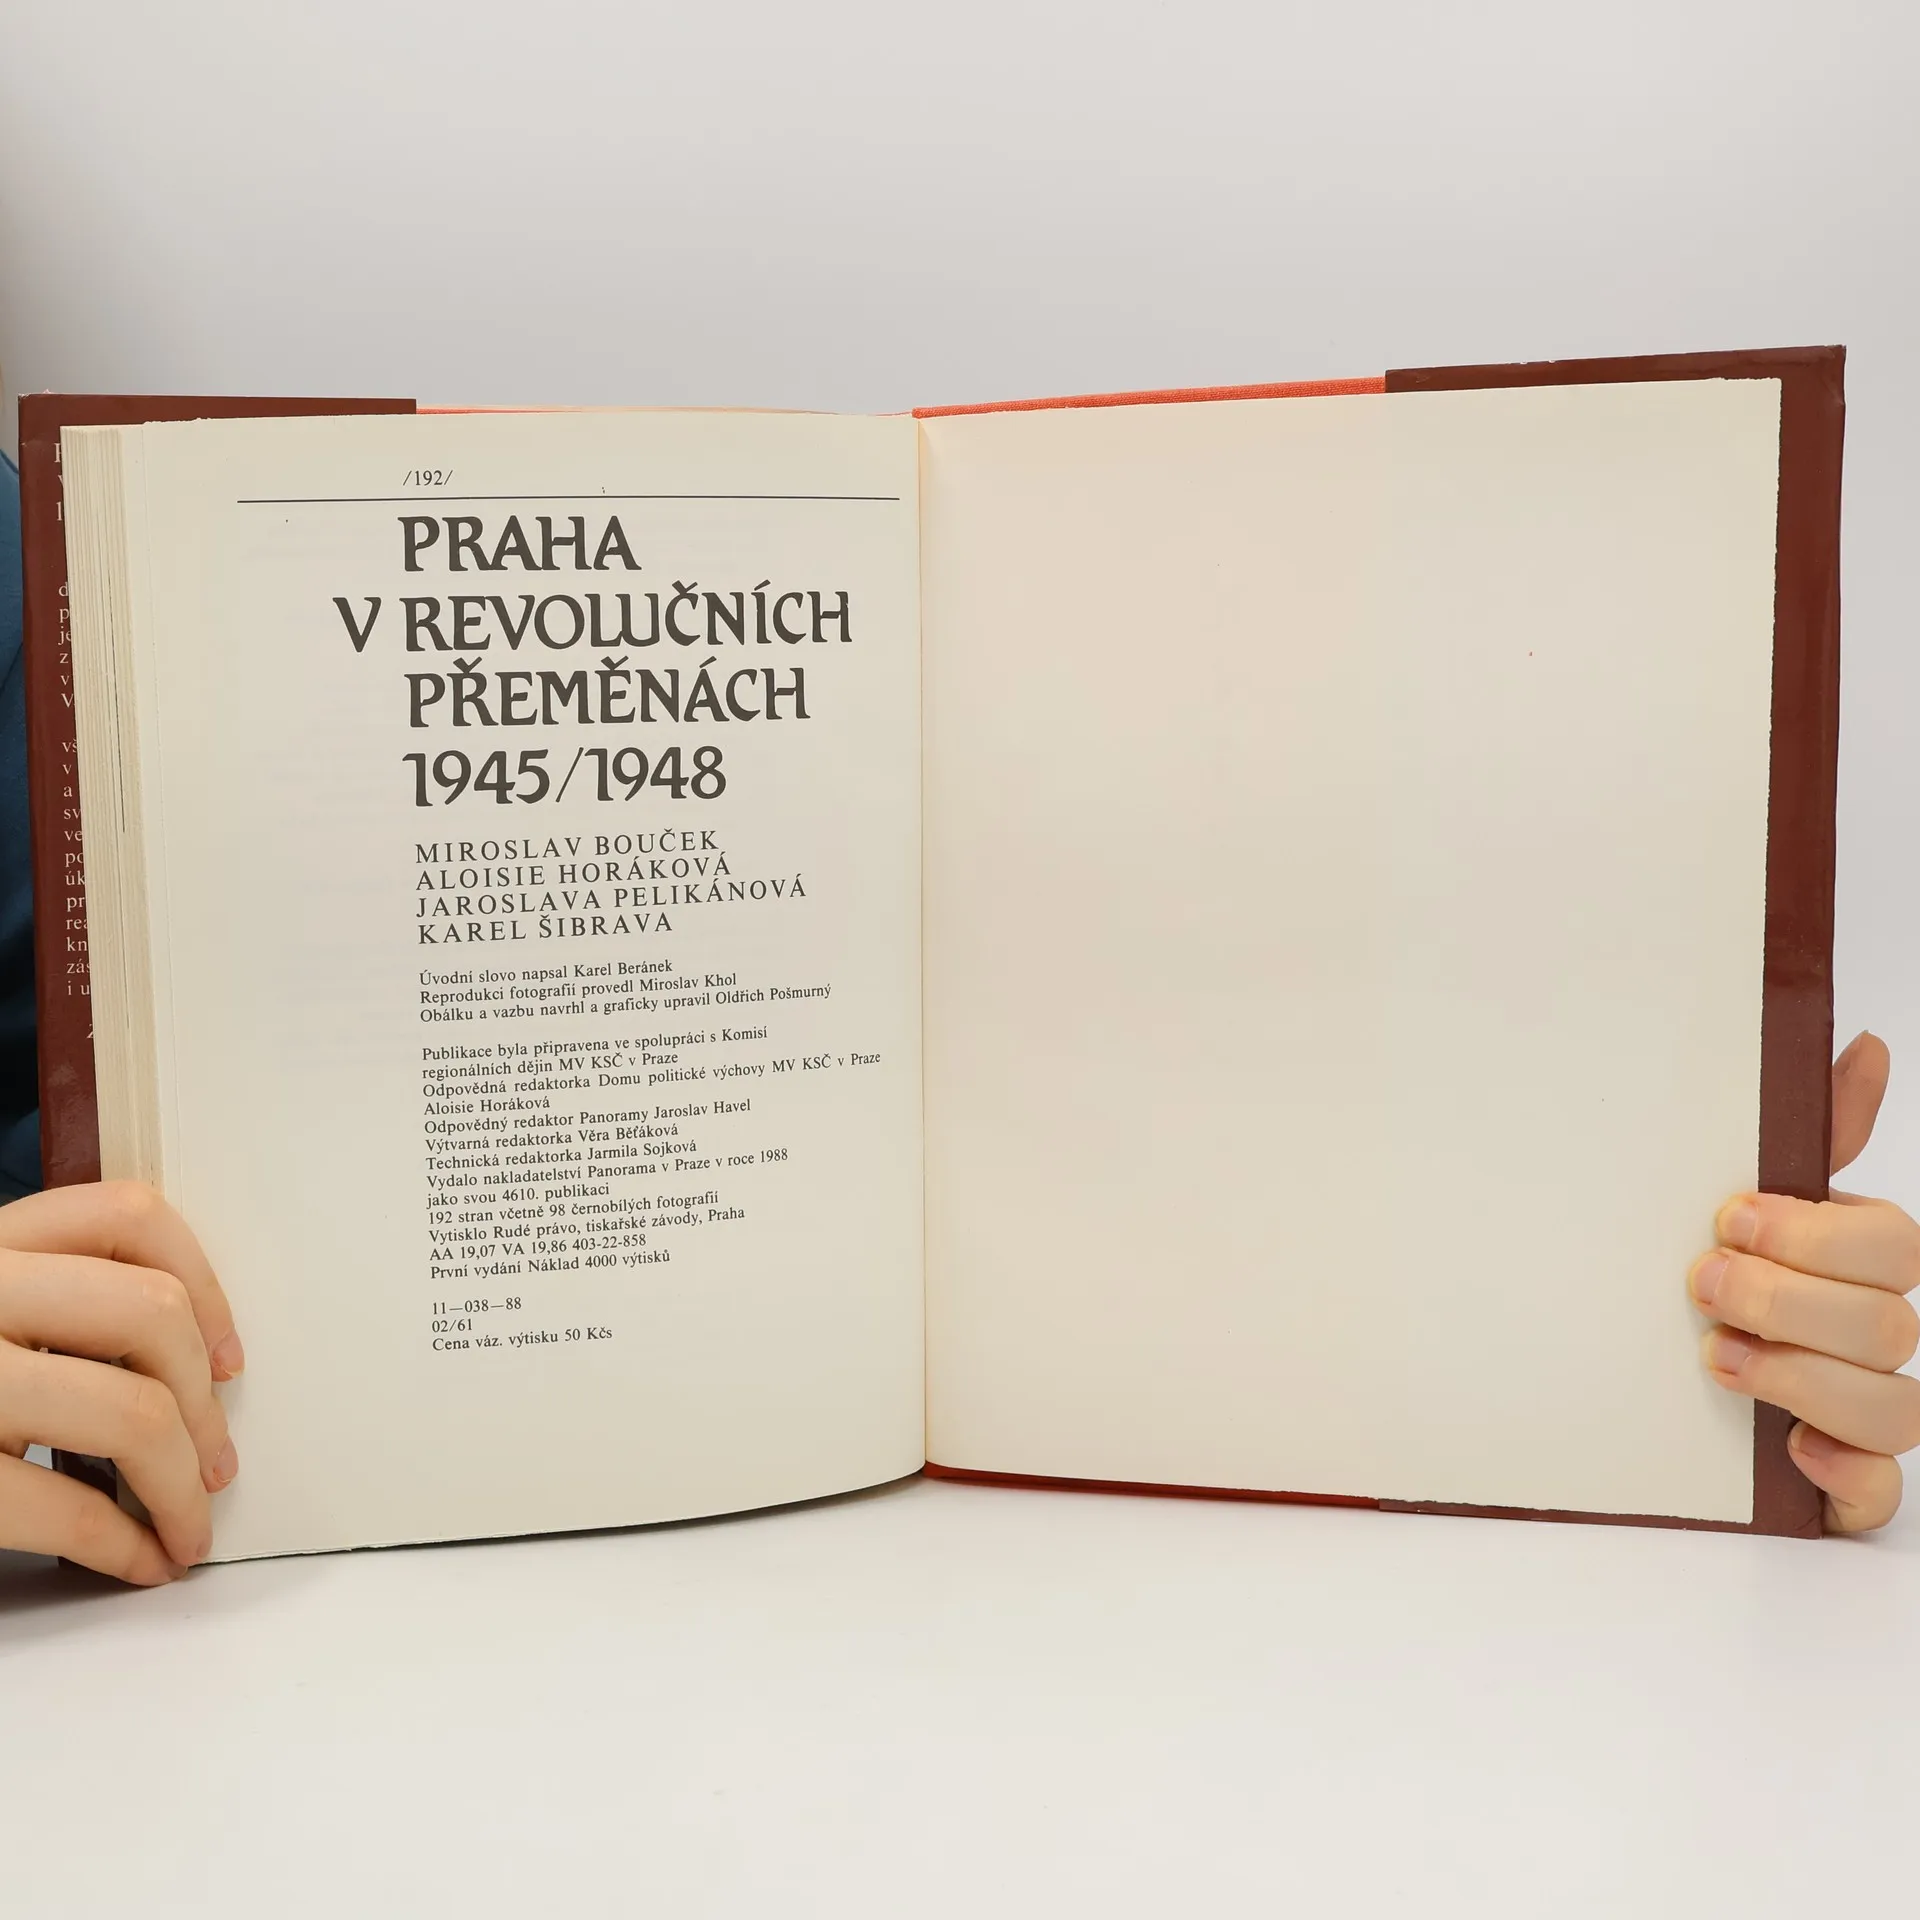 /192/
PRAHA
V REVOLUČNÍCH
PŘEMĚNÁCH
1945/1948
MIROSLAV BOUČEK
ALOISIE HORÁKOVÁ
JAROSLAVA PELIKÁNOVÁ
KAREL ŠIBRAVA
Úvodní slovo napsal Karel Beránek
Reprodukci fotografií provedl Miroslav Khol
Obálku a vazbu navrhl a graficky upravil Oldřich Pošmurný
Publikace byla připravena ve spolupráci s Komisí
regionálních dějin MV KSČ v Praze
Odpovědná redaktorka Domu politické výchovy MV KSČ v Praze
Aloisie Horáková
Odpovědný redaktor Panoramy Jaroslav Havel
Výtvarná redaktorka Věra Běťáková
Technická redaktorka Jarmila Sojková
Vydalo nakladatelství Panorama v Praze v roce 1988
jako svou 4610. publikaci
192 stran včetně 98 černobílých fotografií
Vytisklo Rudé právo, tiskařské závody, Praha
AA 19,07 VA 19,86 403-22-858
První vydání Náklad 4000 výtisků
11—038—88
02/61
Cena váz. výtisku 50 Kčs